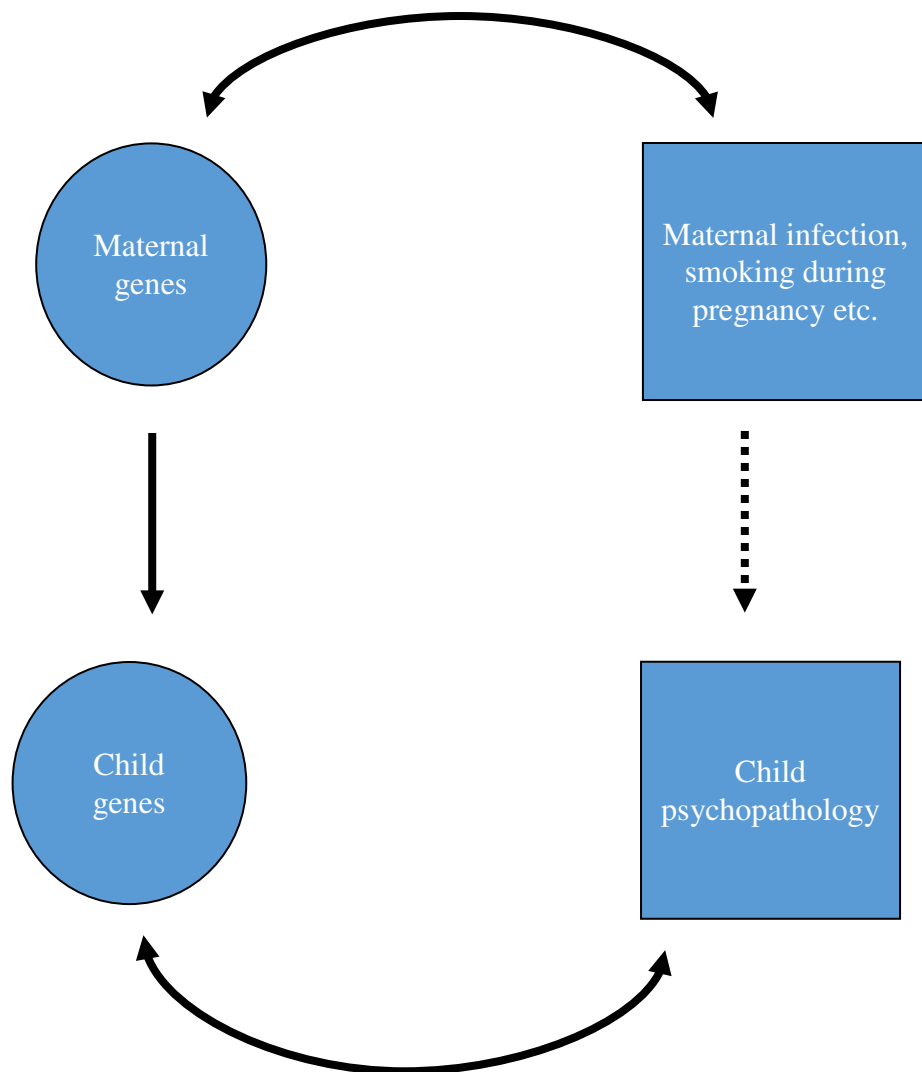 Maternal
genes
Maternal infection,
smoking during
pregnancy etc.
Child
genes
Child
psychopathology